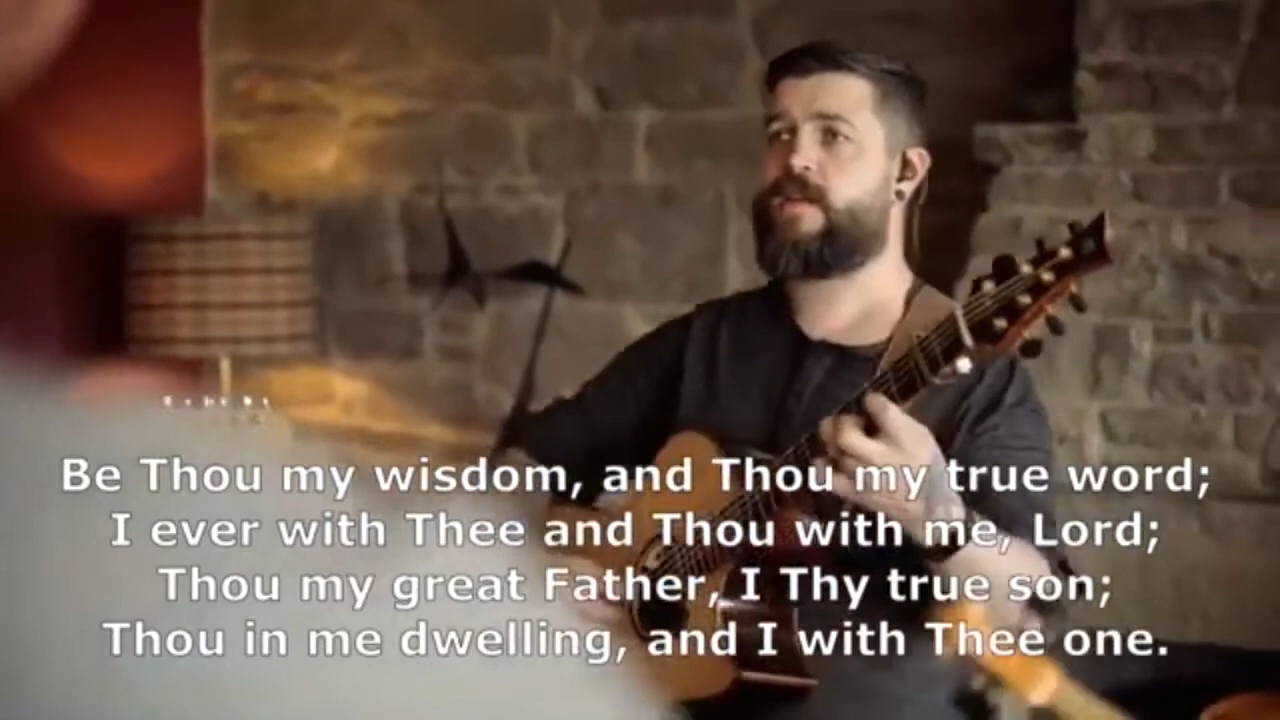 Be Thou my wisdom, and Thou my true word;
I ever with Thee and Thou with me, Lord;
Thou my great Father, I Thy true son;
Thou in me dwelling, and I with Thee one.